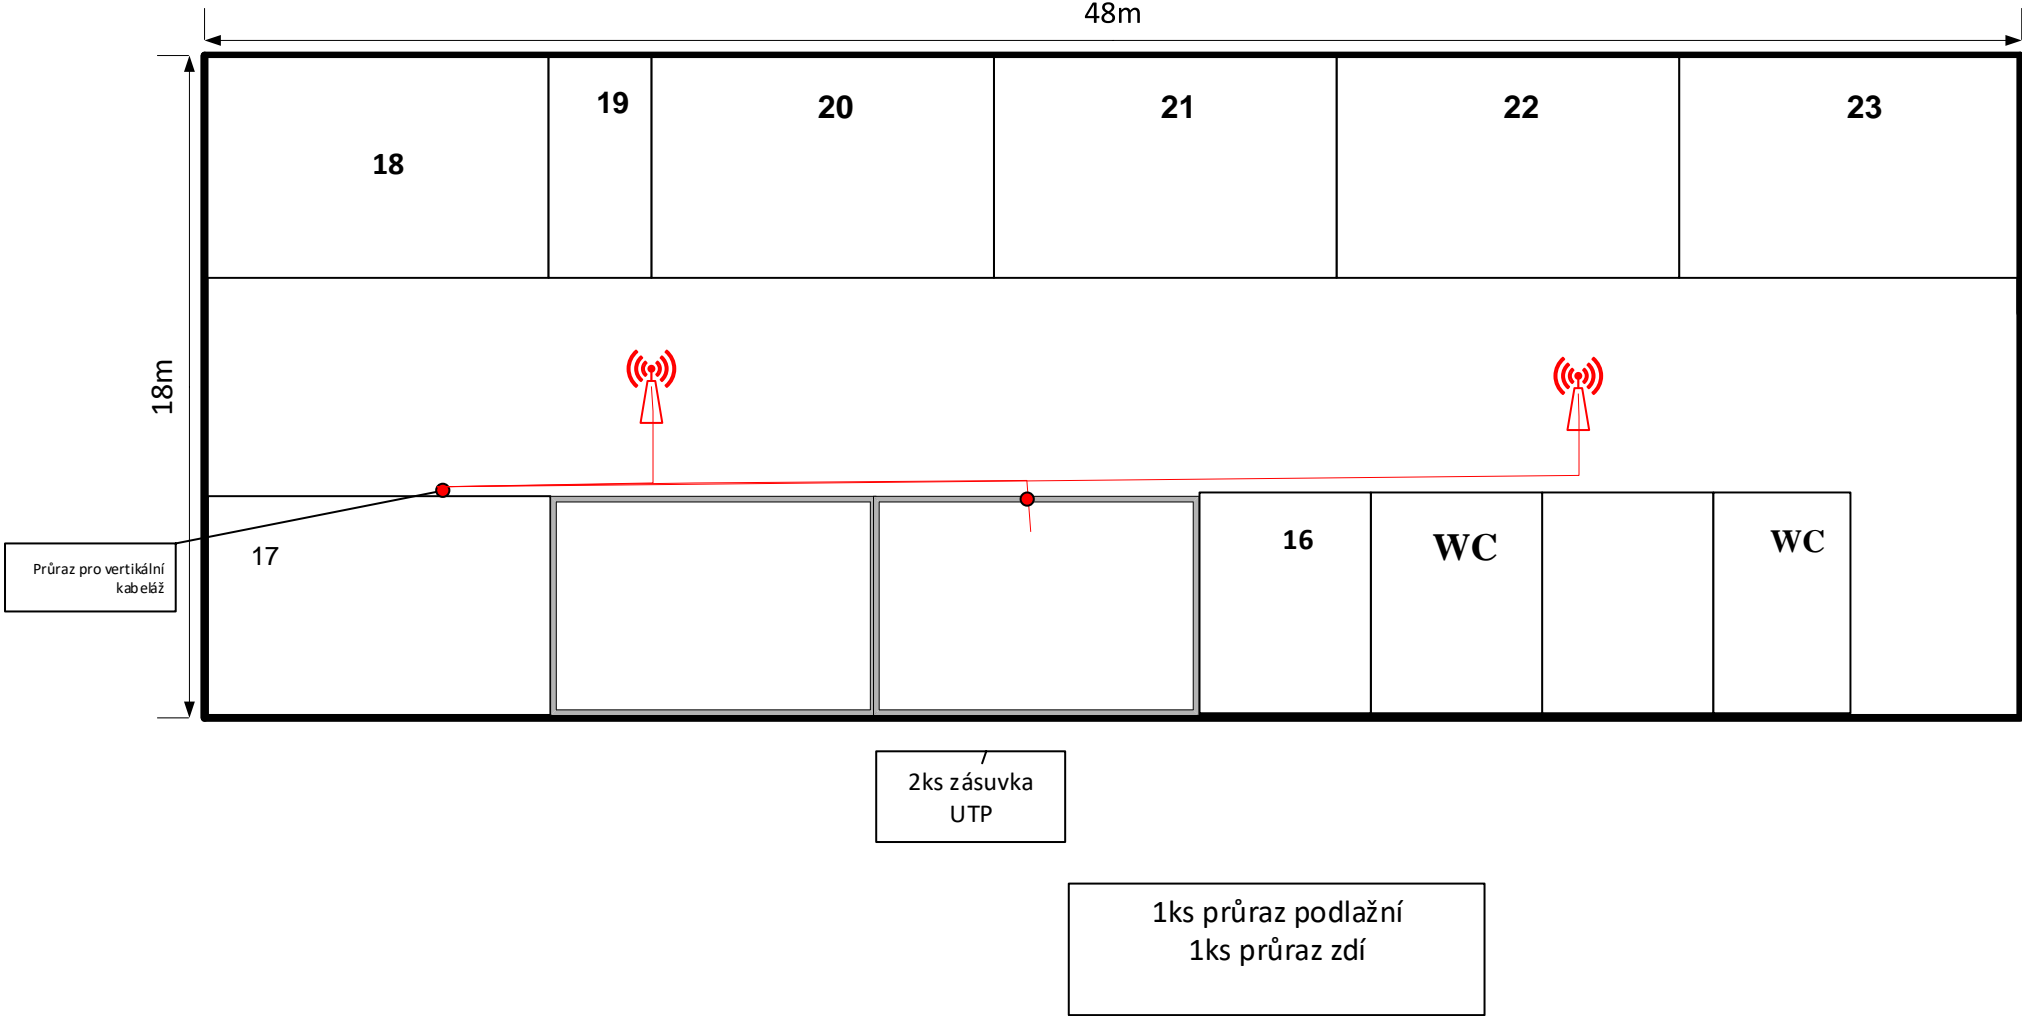 48m
19
20
21
22
23
18
18m
16
WC
WC
17
Průraz pro vertikální
kabeláž
2ks zásuvka
UTP
1ks průraz podlažní
1ks průraz zdí